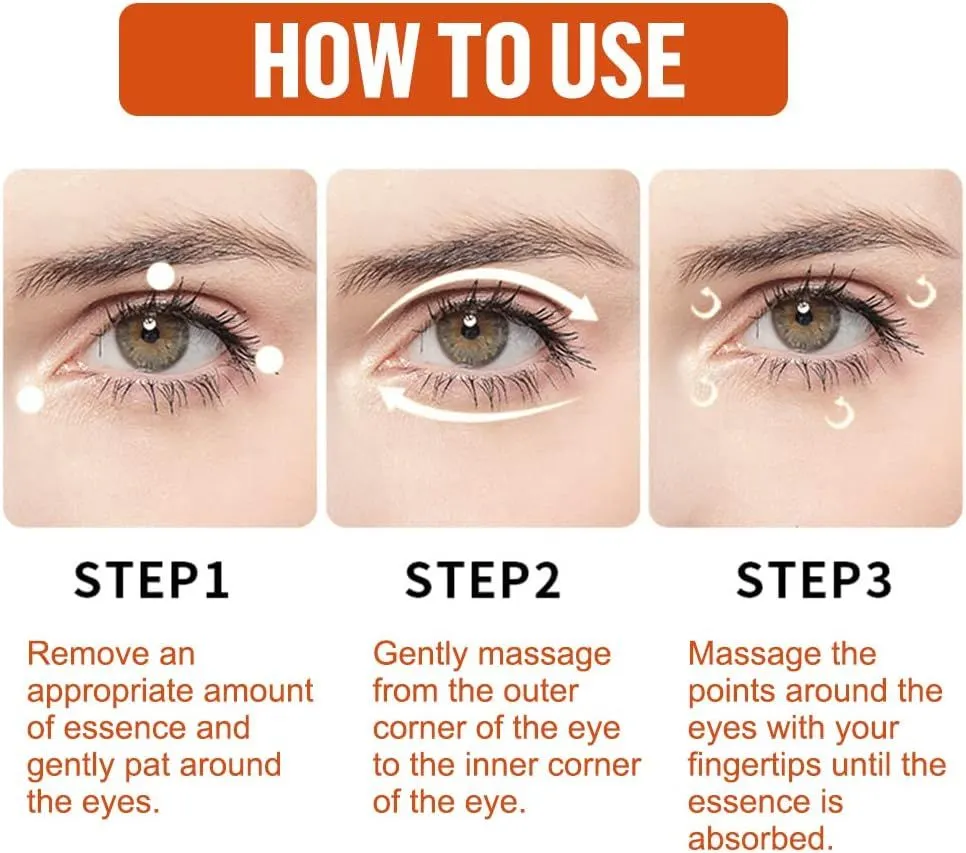 HOW TO USE
STEP1
Remove an
appropriate amount
of essence and
gently pat around
the eyes.
STEP2
Gently massage
from the outer
corner of the eye
to the inner corner
of the eye.
STEP3
Massage the
points around the
eyes with your
fingertips until the
essence is
absorbed.